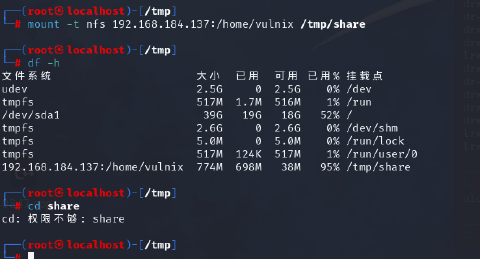 ┌──(root㉿localhost)-[/tmp]
└─# mount -t nfs 192.168.184.137:/home/vulnix /tmp/share
┌──(root㉿localhost)-[/tmp]
└─# df -h
文件系统 大小 已用 可用 已用% 挂载点
udev 2.5G 0 2.5G 0% /dev
tmpfs 517M 1.7M 516M 1% /run
/dev/sda1 39G 19G 18G 52% /
tmpfs 2.6G 0 2.6G 0% /dev/shm
tmpfs 5.0M 0 5.0M 0% /run/lock
tmpfs 517M 124K 517M 1% /run/user/0
192.168.184.137:/home/vulnix 774M 698M 38M 95% /tmp/share
┌──(root㉿localhost)-[/tmp]
└─# cd share
cd: 权限不够: share
┌──(root㉿localhost)-[/tmp]
└─#